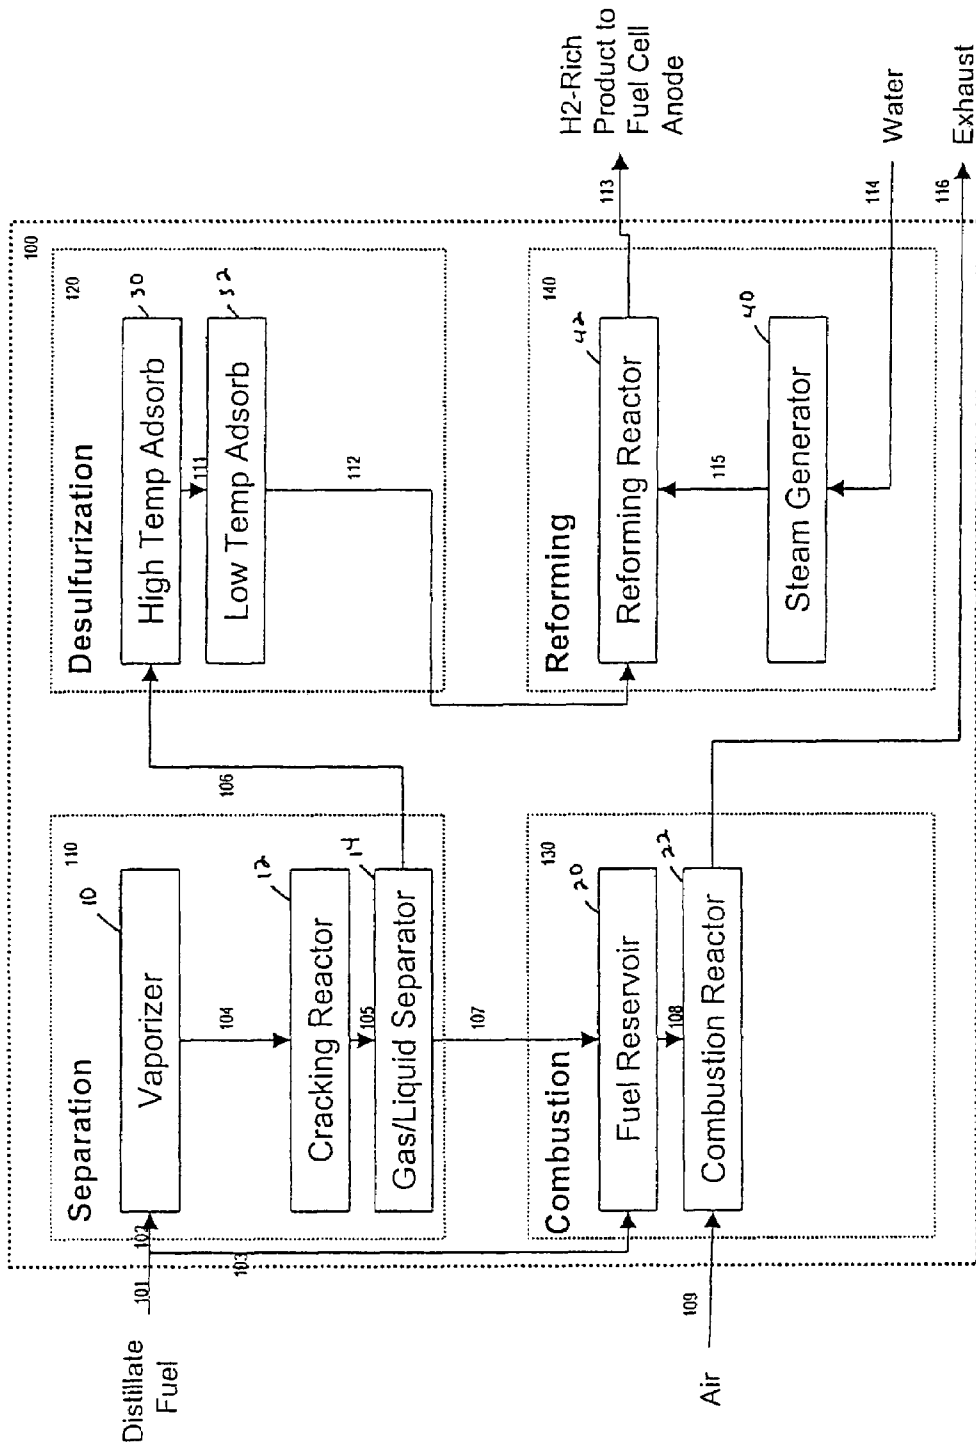 100
Separation
110
Vaporizer
10
104
Cracking Reactor
12
105
Gas/Liquid Separator
14
107
106
Desulfurization
120
High Temp Adsorb
30
111
Low Temp Adsorb
32
112
Distillate
Fuel
101
102
103
Combustion
130
Fuel Reservoir
20
108
Combustion Reactor
22
Air
109
Reforming
140
Reforming Reactor
42
115
Steam Generator
40
H2-Rich
Product to
Fuel Cell
Anode
113
114
Water
116
Exhaust